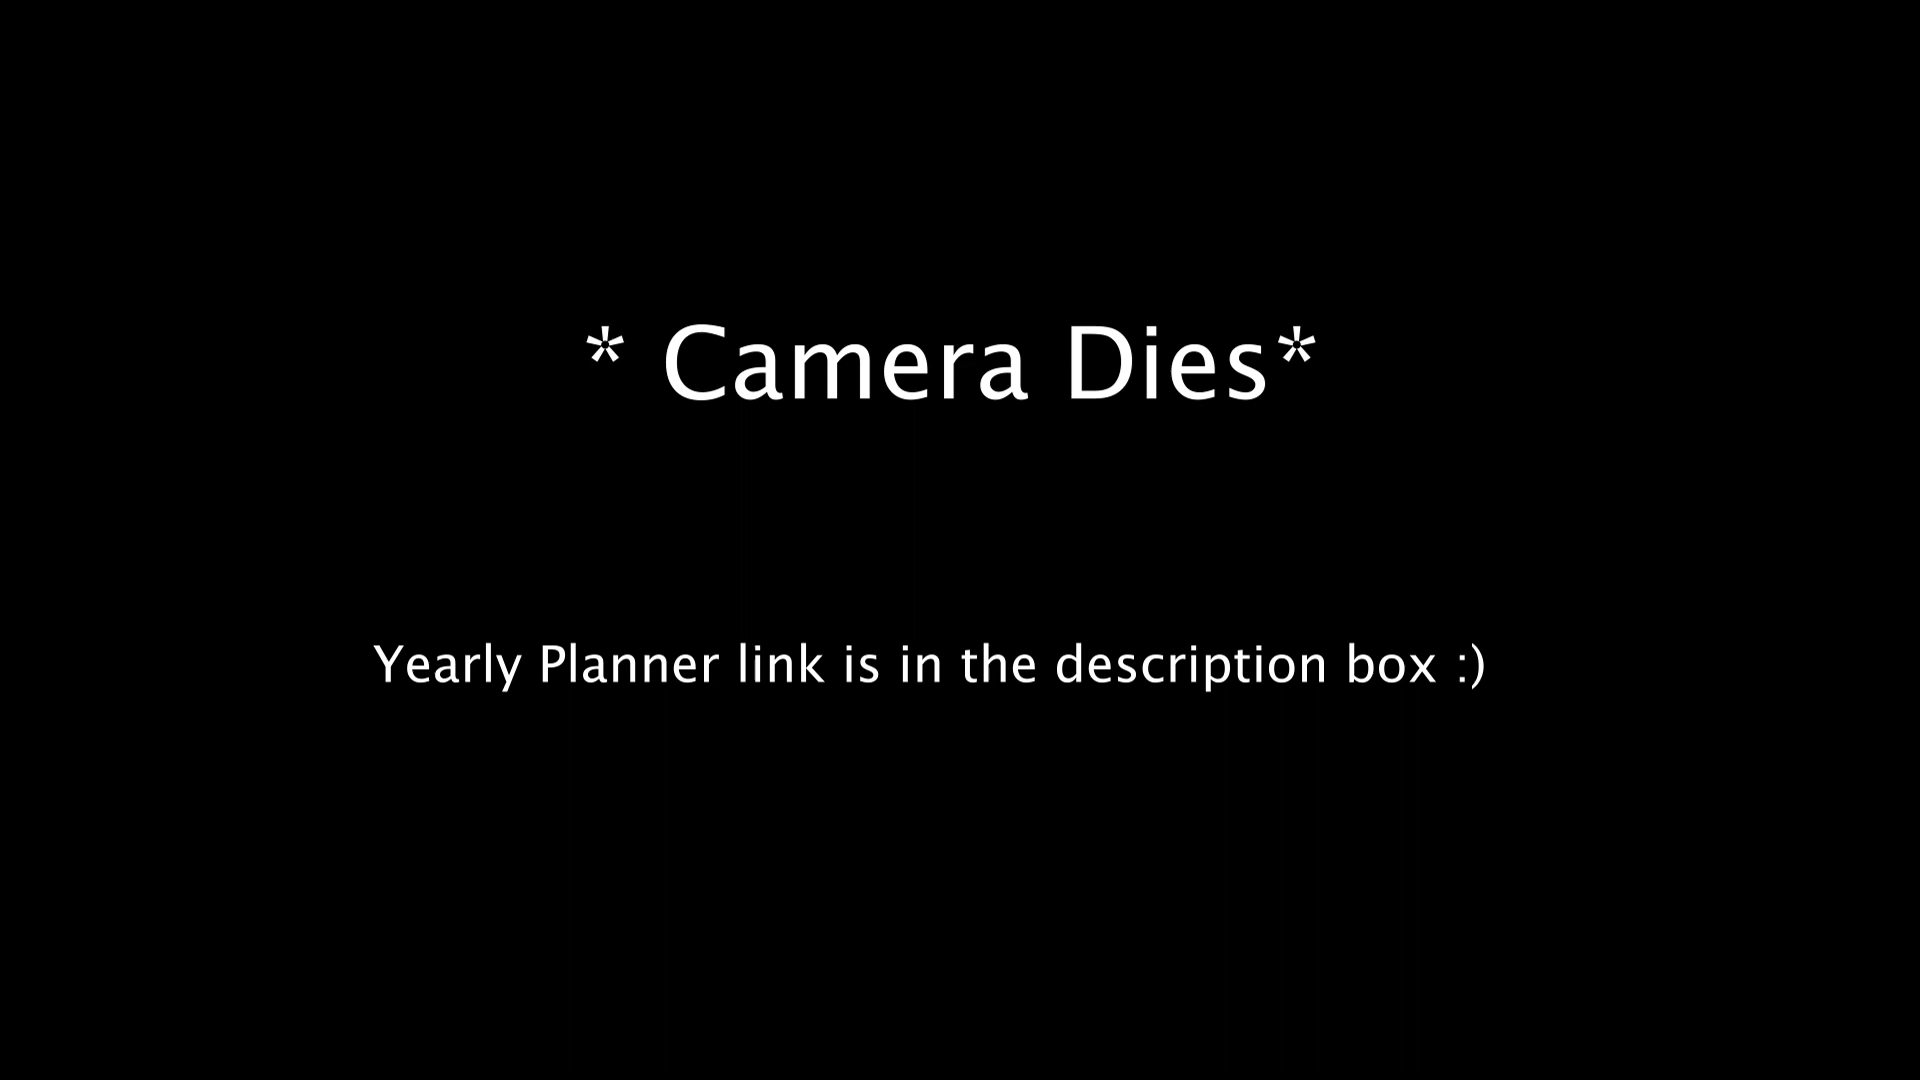 * Camera Dies*
Yearly Planner link is in the description box :)